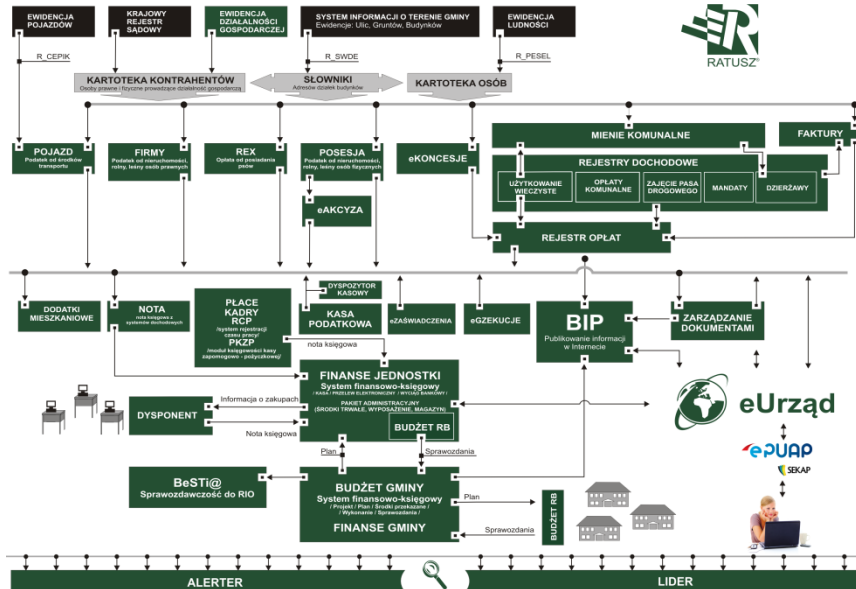 EWIDENCJA
POJAZDÓW
KRAJOWY
REJESTR
SĄDOWY
EWIDENCJA
DZIAŁALNOŚCI
GOSPODARCZEJ
SYSTEM INFORMACJI O TERENIE GMINY
Ewidencje: Ulic, Gruntów, Budynków
EWIDENCJA
LUDNOŚCI
R
RATUSZ®
R_CEPIK
R_SWDE
R_PESEL
KARTOTEKA KONTRAHENTÓW
Osoby prawne i fizyczne prowadzące działalność gospodarczą
SŁOWNIKI
Adresów działek budynków
KARTOTEKA OSÓB
POJAZD
Podatek od środków
transportu
FIRMY
Podatek od nieruchomości,
rolny, leśny osób prawnych
REX
Opłata od posiadania
psów
POSESJA
Podatek od nieruchomości,
rolny, leśny osób fizycznych
eKONCESJE
MIENIE KOMUNALNE
FAKTURY
REJESTRY DOCHODOWE
UŻYTKOWANIE
WIECZYSTE
OPŁATY
KOMUNALNE
ZAJĘCIE PASA
DROGOWEGO
MANDATY
DZIERŻAWY
eAKCYZA
REJESTR OPŁAT
DODATKI
MIESZKANIOWE
NOTA
nota księgowa z
systemów dochodowych
PŁACE
KADRY
RCP
/system rejestracji
czasu pracy/
PKZP
/moduł księgowości kasy
zapomogowo - pożyczkowej/
DYSPOZYTOR
KASOWY
KASA
PODATKOWA
eZAŚWIADCZENIA
eGZEKUCJE
BIP
Publikowanie informacji
w Internecie
ZARZĄDZANIE
DOKUMENTAMI
nota księgowa
FINANSE JEDNOSTKI
System finansowo-księgowy
/ KASA / PRZELEW ELEKTRONICZNY / WYCIĄG BANKOWY /
PAKIET ADMINISTRACYJNY
(ŚRODKI TRWAŁE, WYPOSAŻENIE, MAGAZYN)
BUDŻET RB
Informacja o zakupach
DYSPONENT
Nota księgowa
eUrząd
ePUAP
SEKAP
Plan
Sprawozdania
BeSTi@
Sprawozdawczość do RIO
BUDŻET GMINY
System finansowo-księgowy
/ Projekt / Plan / Środki przekazane /
/ Wykonanie / Sprawozdania /
FINANSE GMINY
Plan
Sprawozdania
BUDŻET RB
ALERTER
LIDER